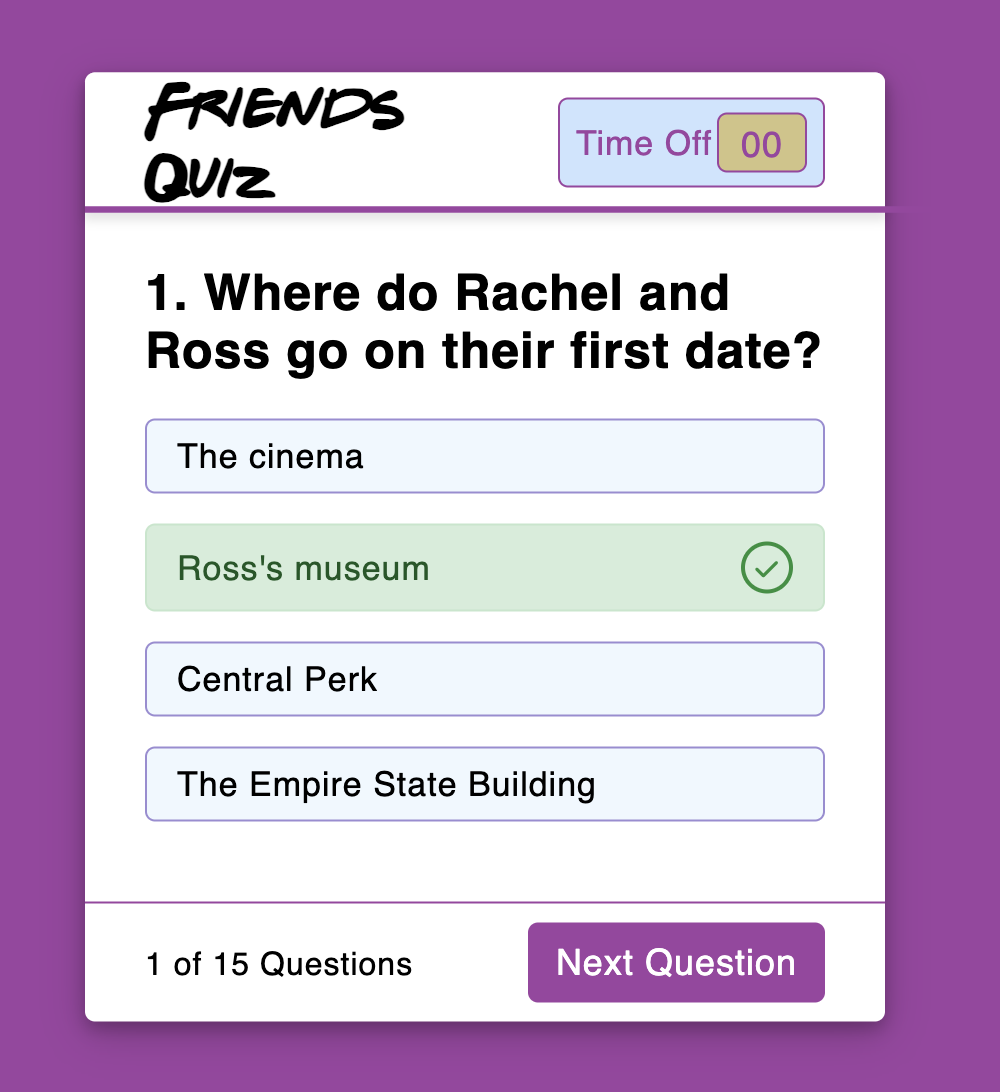 FRIENDS
QUIZ
Time Off 00
1. Where do Rachel and
Ross go on their first date?
The cinema
Ross's museum
Central Perk
The Empire State Building
1 of 15 Questions
Next Question